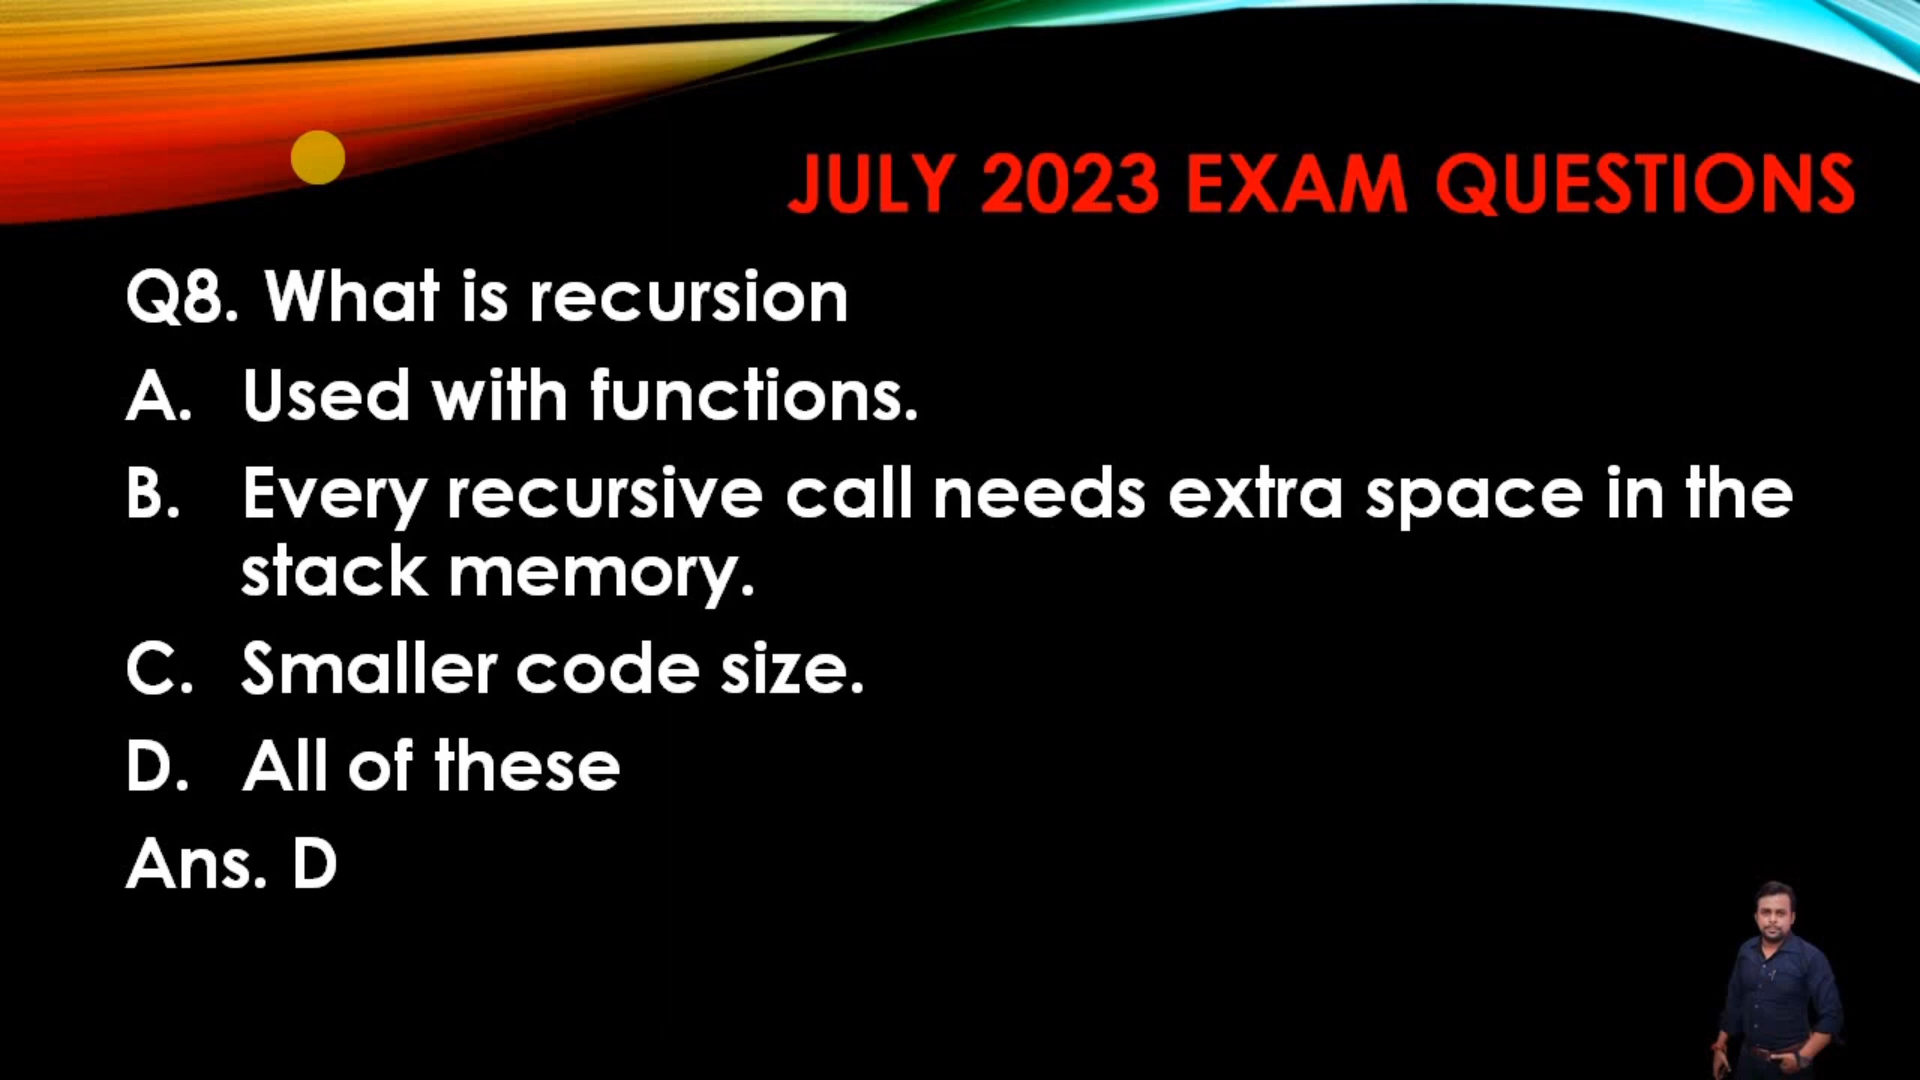 JULY 2023 EXAM QUESTIONS
Q8. What is recursion
A. Used with functions.
B. Every recursive call needs extra space in the
stack memory.
C. Smaller code size.
D. All of these
Ans. D